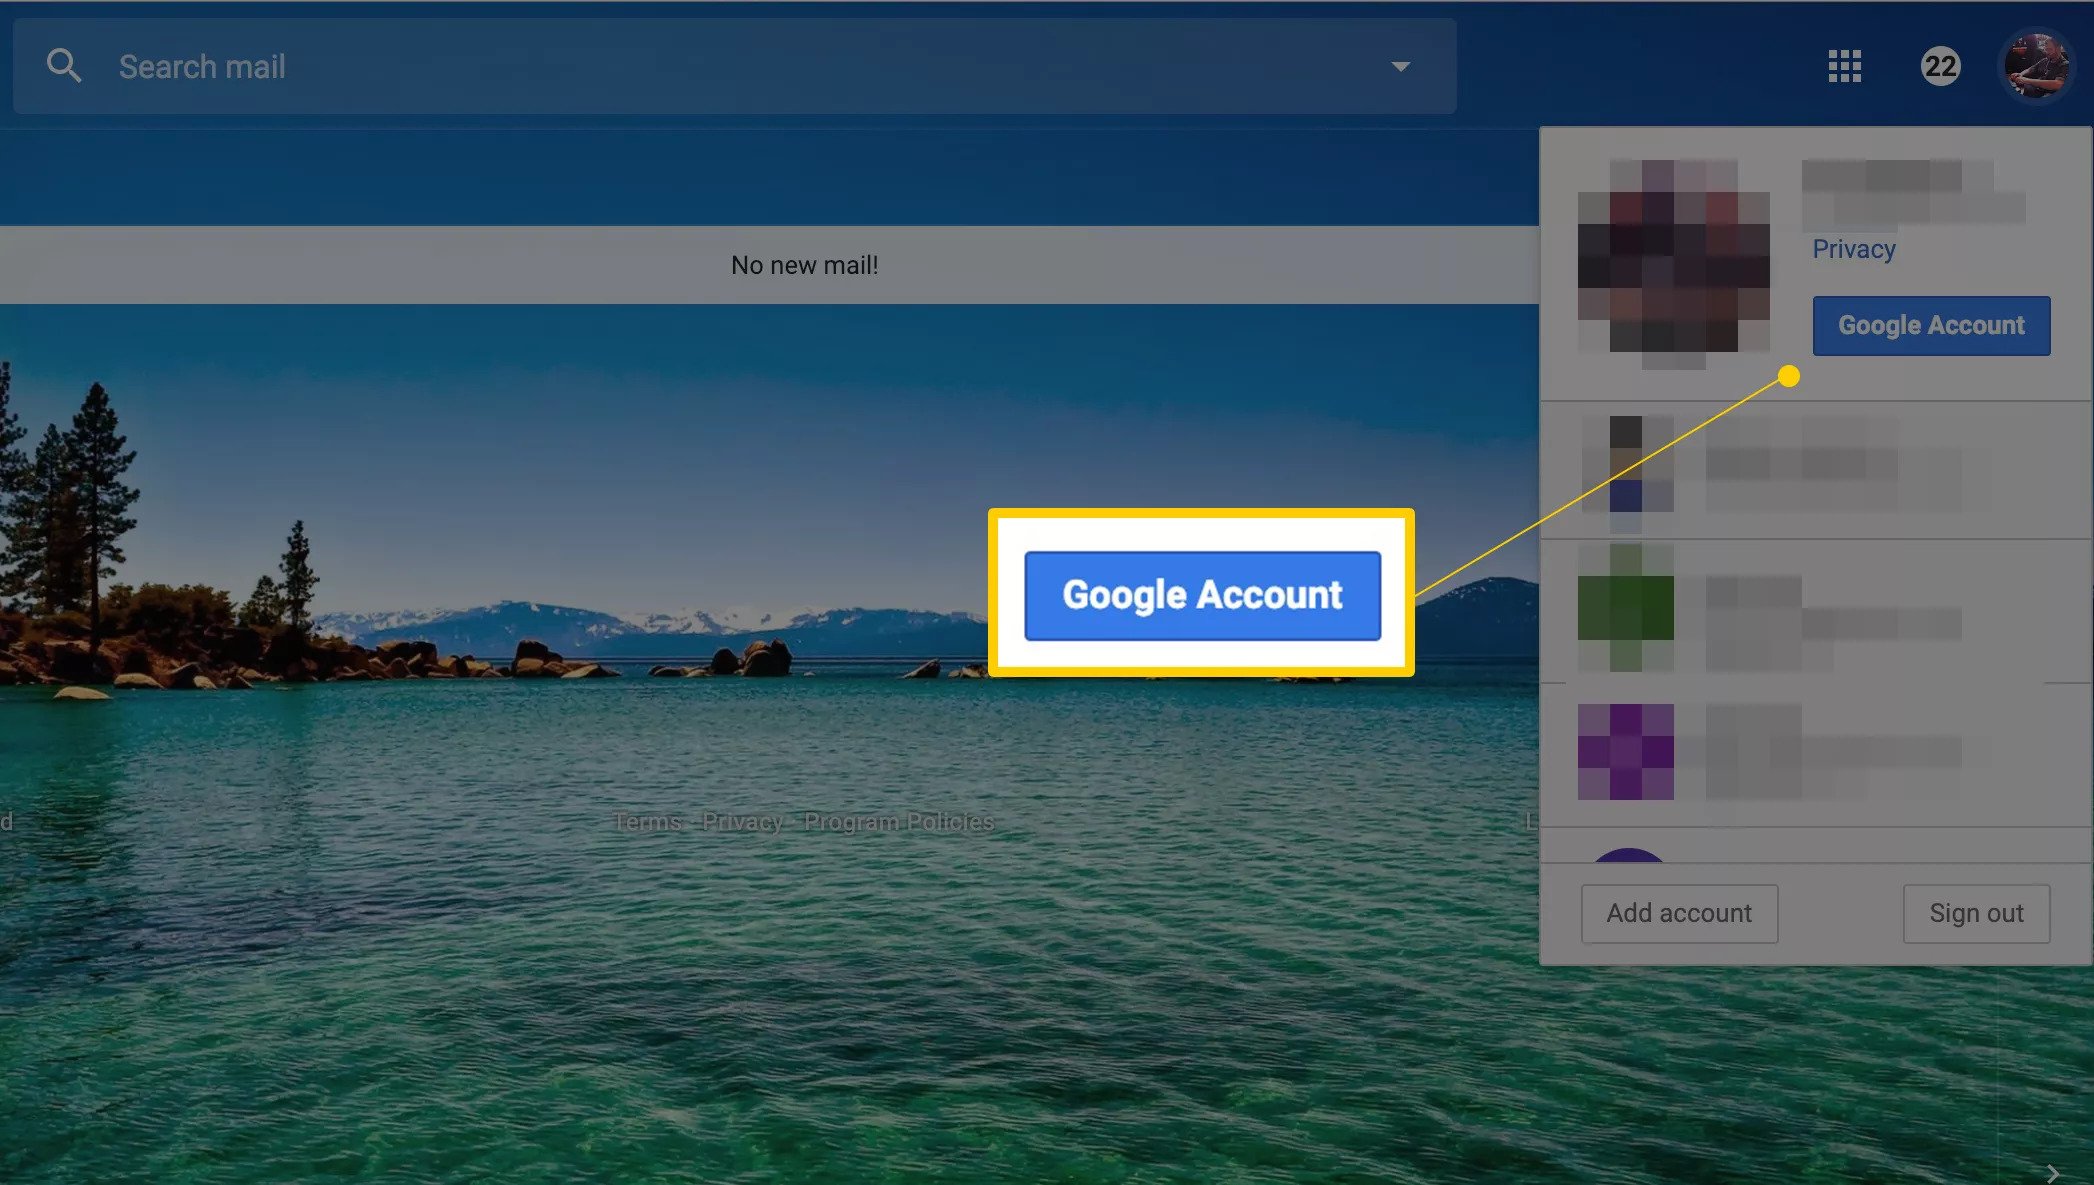 Search mail
22
No new mail!
Privacy
Google Account
Google Account
d
Terms · Privacy · Program Policies
L
Add account
Sign out